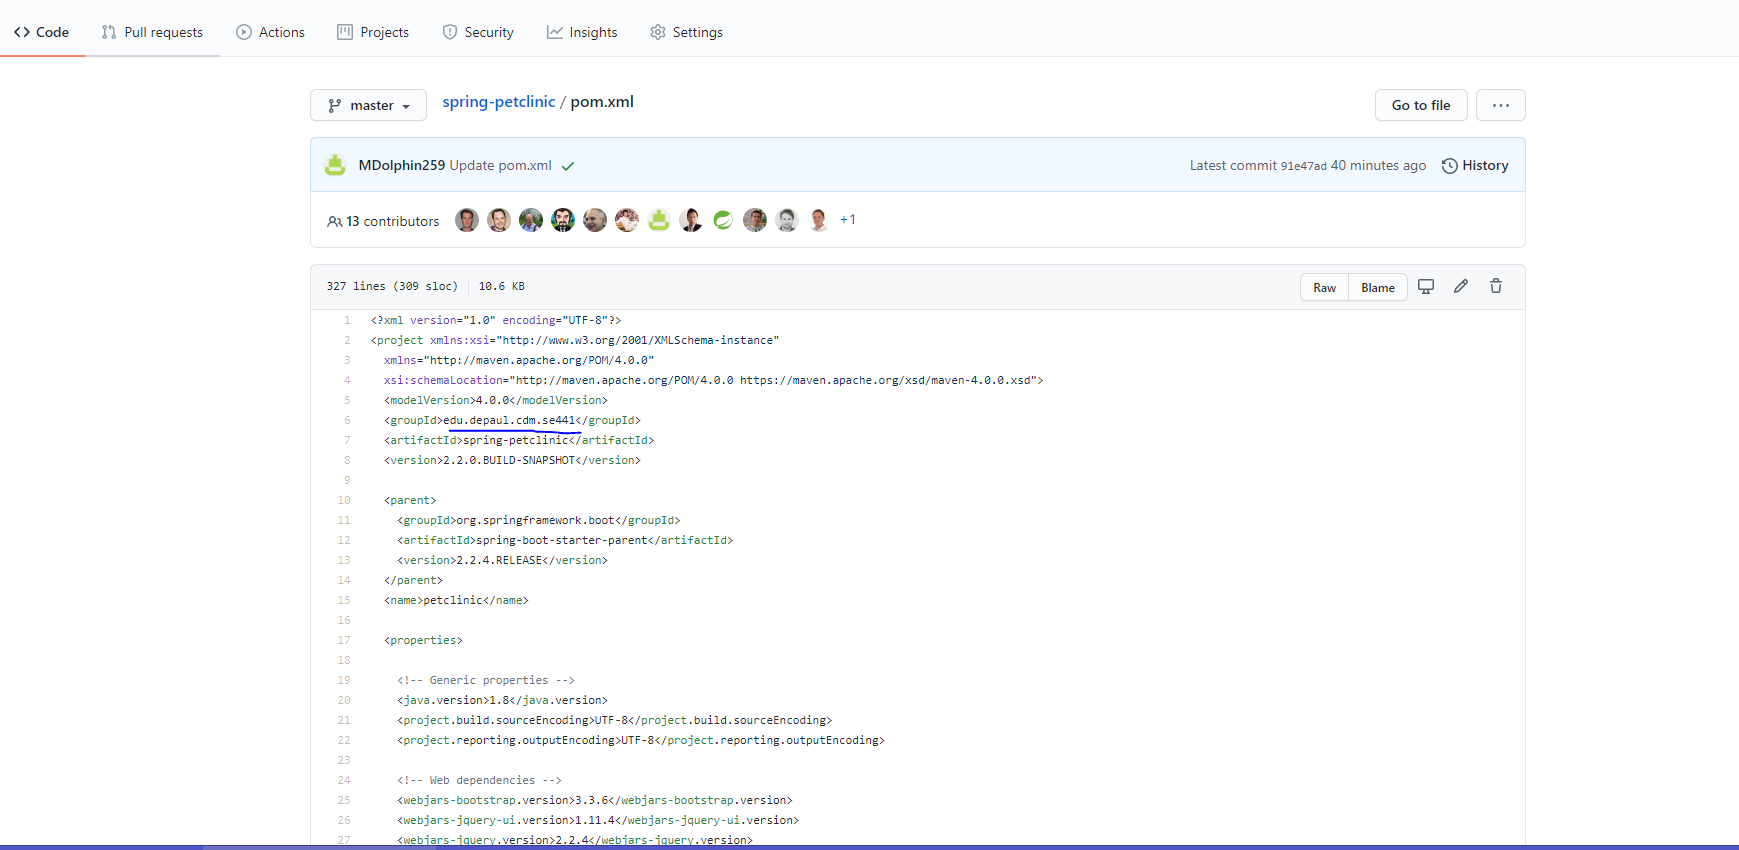 Code Pull requests Actions Projects Security Insights Settings
master spring-petclinic / pom.xml Go to file ...
MDolphin259 Update pom.xml Latest commit 91e47ad 40 minutes ago History
13 contributors +1
327 lines (309 sloc) 10.6 KB Raw Blame
1 <?xml version="1.0" encoding="UTF-8"?>
2 <project xmlns:xsi="http://www.w3.org/2001/XMLSchema-instance"
3 xmlns="http://maven.apache.org/POM/4.0.0"
4 xsi:schemaLocation="http://maven.apache.org/POM/4.0.0 https://maven.apache.org/xsd/maven-4.0.0.xsd">
5 <modelVersion>4.0.0</modelVersion>
6 <groupId>edu.depaul.cdm.se441</groupId>
7 <artifactId>spring-petclinic</artifactId>
8 <version>2.2.0.BUILD-SNAPSHOT</version>
9
10 <parent>
11 <groupId>org.springframework.boot</groupId>
12 <artifactId>spring-boot-starter-parent</artifactId>
13 <version>2.2.4.RELEASE</version>
14 </parent>
15 <name>petclinic</name>
16
17 <properties>
18
19 <!-- Generic properties -->
20 <java.version>1.8</java.version>
21 <project.build.sourceEncoding>UTF-8</project.build.sourceEncoding>
22 <project.reporting.outputEncoding>UTF-8</project.reporting.outputEncoding>
23
24 <!-- Web dependencies -->
25 <webjars-bootstrap.version>3.3.6</webjars-bootstrap.version>
26 <webjars-jquery-ui.version>1.11.4</webjars-jquery-ui.version>
27 <webjars-jquery.version>2.2.4</webjars-jquery.version>